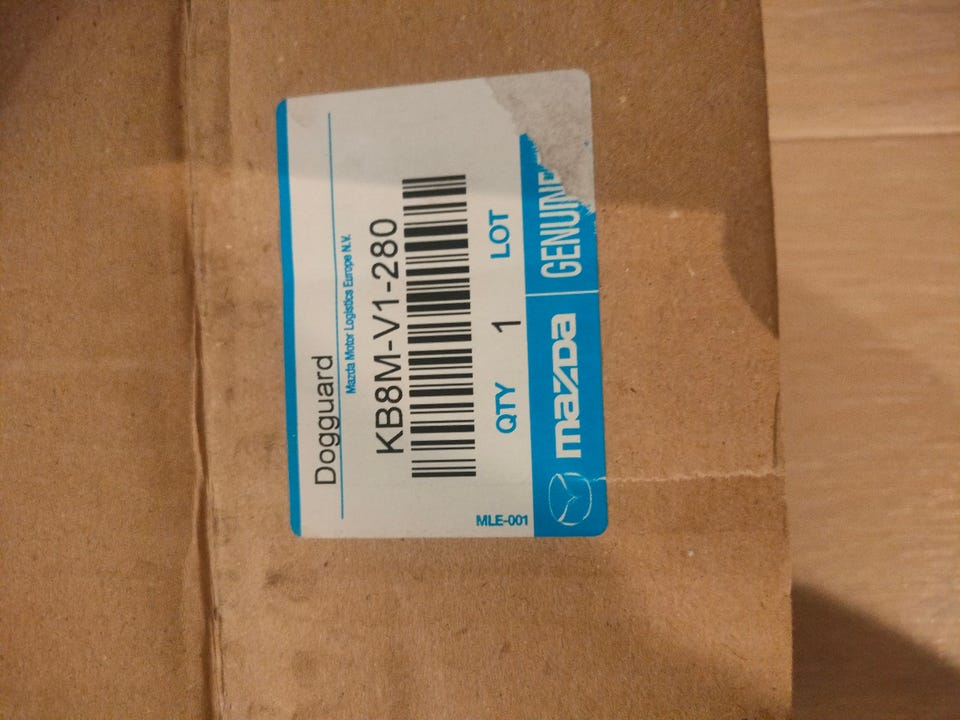 Dogguard
Mazda Motor Logistics Europe N.V.
KB8M-V1-280
QTY 1 LOT
MLE-001
mazda GENUINE